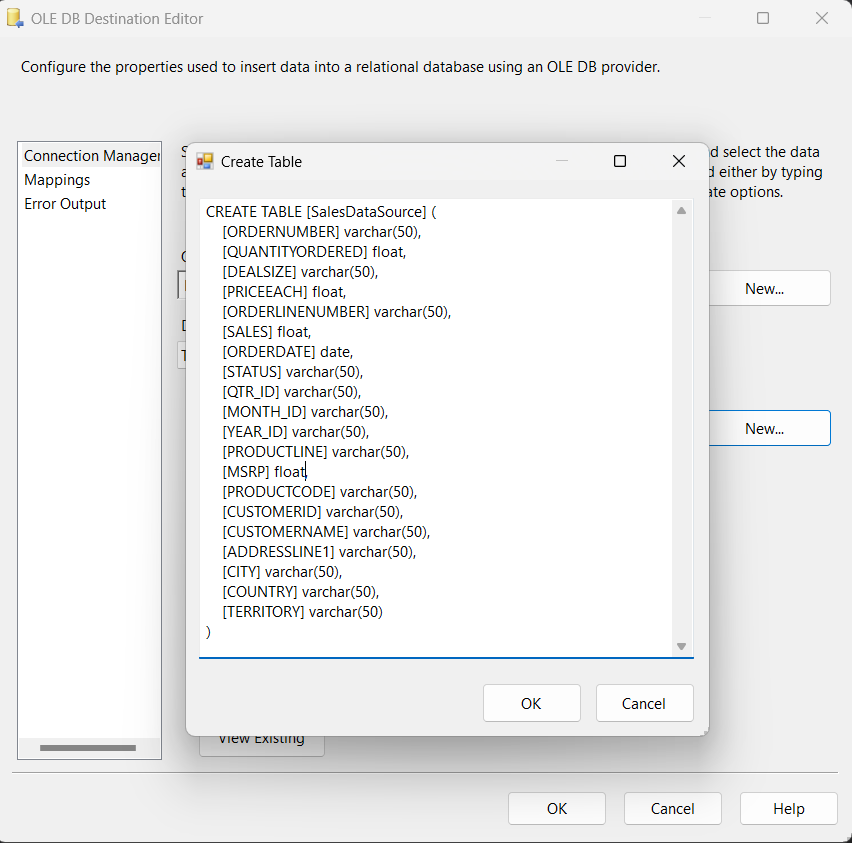 OLE DB Destination Editor
Configure the properties used to insert data into a relational database using an OLE DB provider.
Connection Manager
Mappings
Error Output
select the data
either by typing
options.
New...
New...
View Existing
Create Table
CREATE TABLE [SalesDataSource] (
[ORDERNUMBER] varchar(50),
[QUANTITYORDERED] float,
[DEALSIZE] varchar(50),
[PRICEEACH] float,
[ORDERLINENUMBER] varchar(50),
[SALES] float,
[ORDERDATE] date,
[STATUS] varchar(50),
[QTR_ID] varchar(50),
[MONTH_ID] varchar(50),
[YEAR_ID] varchar(50),
[PRODUCTLINE] varchar(50),
[MSRP] float,
[PRODUCTCODE] varchar(50),
[CUSTOMERID] varchar(50),
[CUSTOMERNAME] varchar(50),
[ADDRESSLINE1] varchar(50),
[CITY] varchar(50),
[COUNTRY] varchar(50),
[TERRITORY] varchar(50)
)
OK Cancel
OK Cancel Help